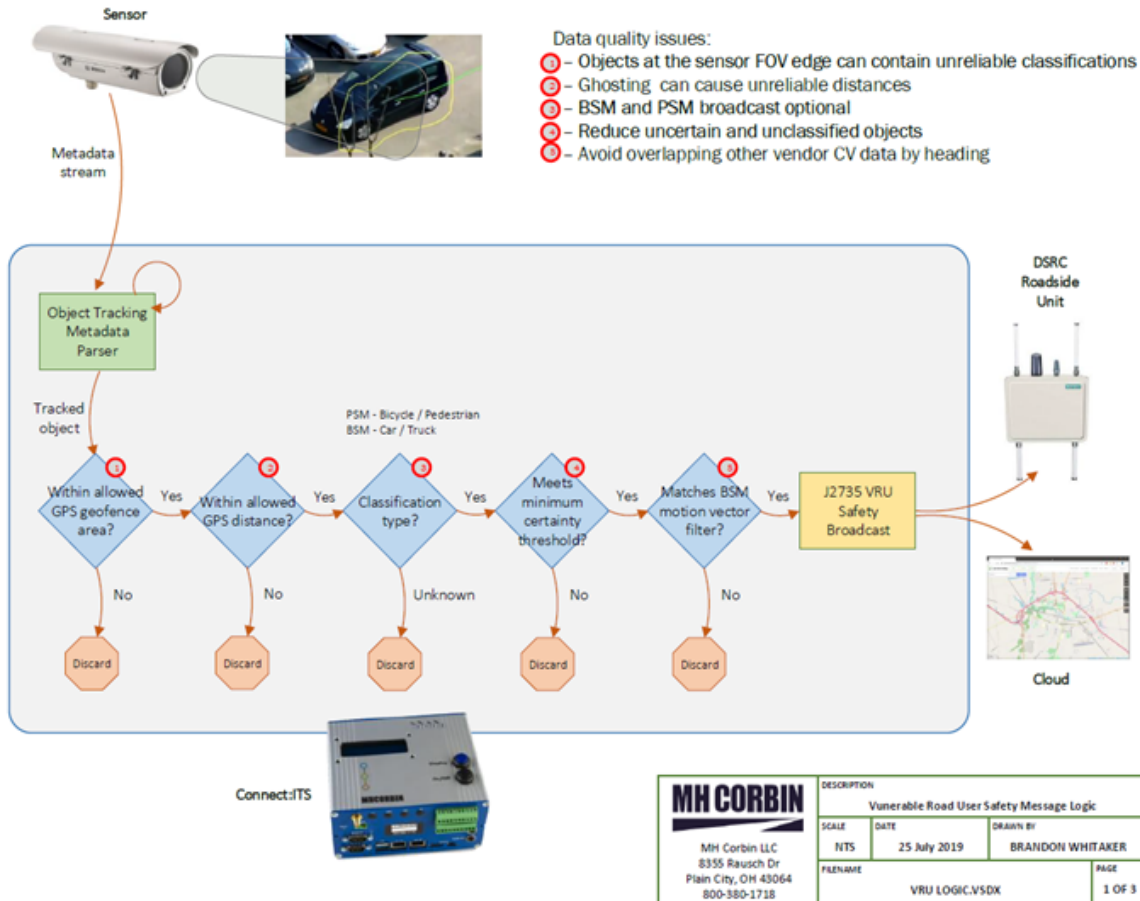 Sensor
Data quality issues:
1 – Objects at the sensor FOV edge can contain unreliable classifications
2 – Ghosting can cause unreliable distances
3 – BSM and PSM broadcast optional
4 – Reduce uncertain and unclassified objects
5 – Avoid overlapping other vendor CV data by heading
Metadata
stream
DSRC
Roadside
Unit
Object Tracking
Metadata
Parser
Tracked
object
PSM - Bicycle / Pedestrian
BSM - Car / Truck
1
Within allowed
GPS geofence
area?
Yes
2
Within allowed
GPS distance?
Yes
3
Classification
type?
Yes
4
Meets
minimum
certainty
threshold?
Yes
5
Matches BSM
motion vector
filter?
Yes
J2735 VRU
Safety
Broadcast
No
No
Unknown
No
No
Discard
Discard
Discard
Discard
Discard
Cloud
Connect:ITS
MHCORBIN
MH CORBIN
MH Corbin LLC
8355 Rausch Dr
Plain City, OH 43064
800-380-1718
DESCRIPTION
Vunerable Road User Safety Message Logic
SCALE
NTS
DATE
25 July 2019
DRAWN BY
BRANDON WHITAKER
FILENAME
VRU LOGIC.VSDX
PAGE
1 OF 3